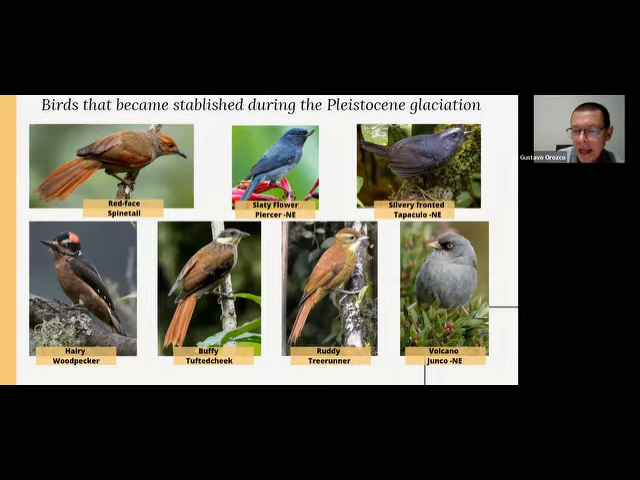 Birds that became stablished during the Pleistocene glaciation
Gustavo Orozco
Red-face
Spinetail
Slaty Flower
Piercer -NE
Silvery fronted
Tapaculo -NE
Hairy
Woodpecker
Buffy
Tuftedcheek
Ruddy
Treerunner
Volcano
Junco -NE